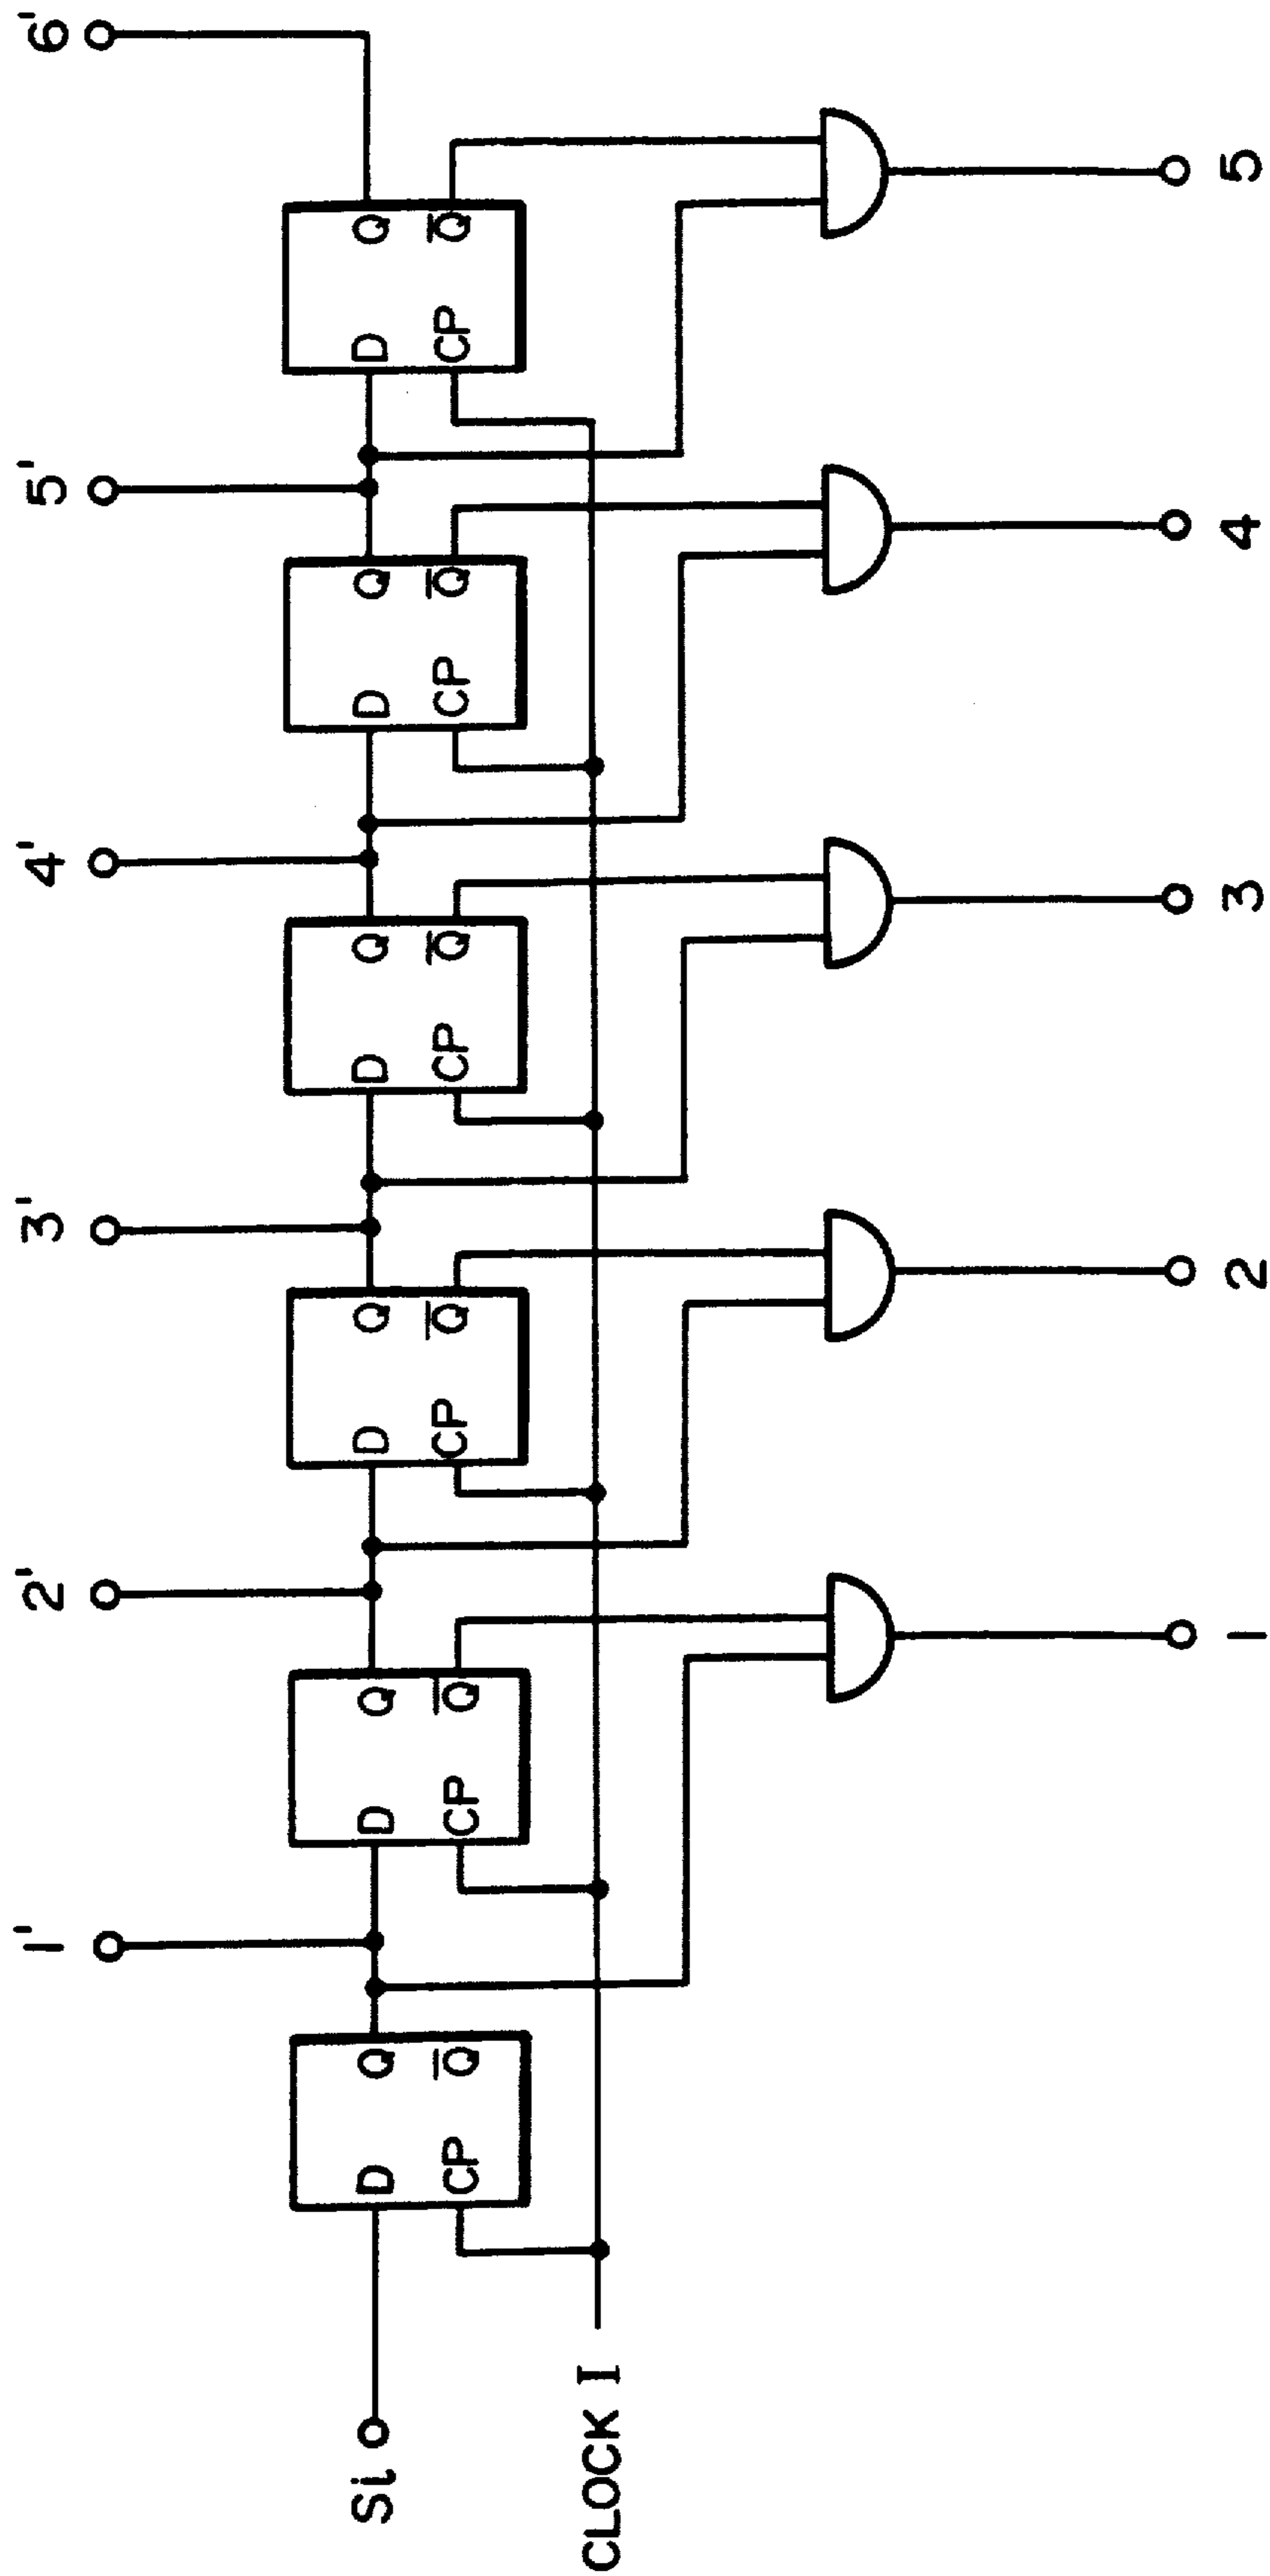 1' 2' 3' 4' 5' 6'
Si D Q D Q D Q D Q D Q D Q
CP Q̅ CP Q̅ CP Q̅ CP Q̅ CP Q̅ CP Q̅
CLOCK I
1 2 3 4 5